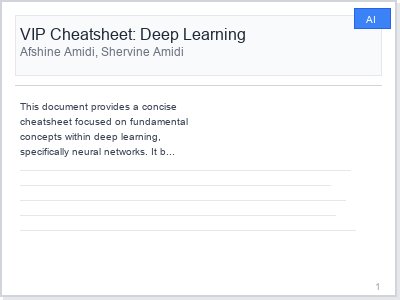 AI
VIP Cheatsheet: Deep Learning
Afshine Amidi, Shervine Amidi
This document provides a concise
cheatsheet focused on fundamental
concepts within deep learning,
specifically neural networks. It b...
1